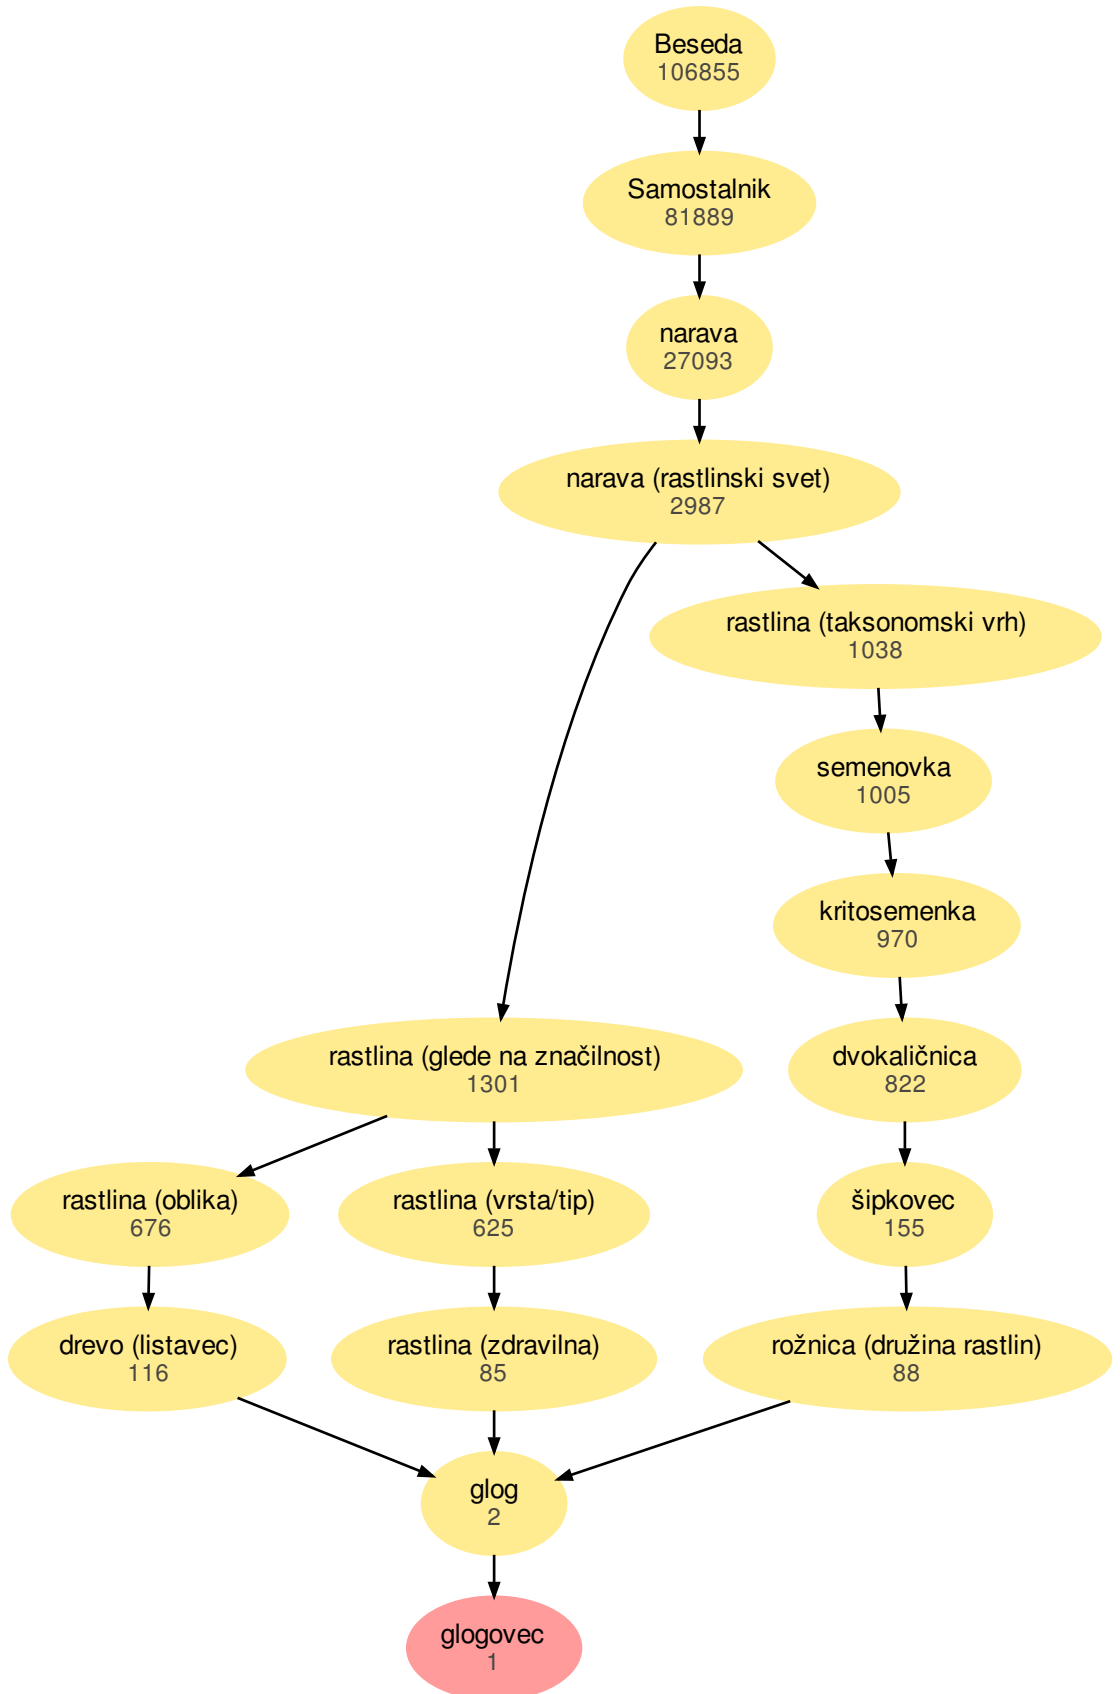 Beseda
106855
Samostalnik
81889
narava
27093
narava (rastlinski svet)
2987
rastlina (taksonomski vrh)
1038
semenovka
1005
kritosemenka
970
rastlina (glede na značilnost)
1301
dvokaličnica
822
rastlina (oblika)
676
rastlina (vrsta/tip)
625
šipkovec
155
drevo (listavec)
116
rastlina (zdravilna)
85
rožnica (družina rastlin)
88
glog
2
glogovec
1